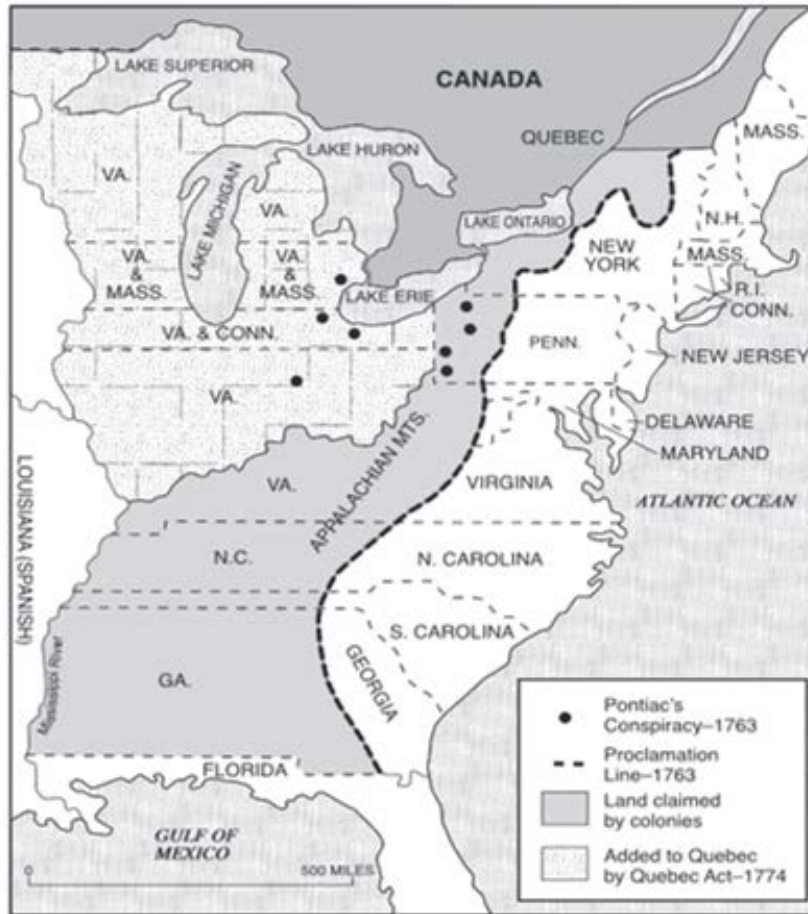 LAKE SUPERIOR
CANADA
QUEBEC
MASS.
LAKE HURON
VA.
LAKE MICHIGAN
VA.
N.H.
LAKE ONTARIO
NEW
YORK
MASS.
VA.
& MASS.
VA.
& MASS.
LAKE ERIE
R.I.
CONN.
VA. & CONN.
PENN.
NEW JERSEY
VA.
DELAWARE
MARYLAND
APPALACHIAN MTS.
VIRGINIA
ATLANTIC OCEAN
VA.
LOUISIANA (SPANISH)
N.C.
N. CAROLINA
S. CAROLINA
GEORGIA
GA.
Mississippi River
FLORIDA
GULF OF
MEXICO
0 500 MILES
Pontiac's
Conspiracy–1763
Proclamation
Line–1763
Land claimed
by colonies
Added to Quebec
by Quebec Act–1774